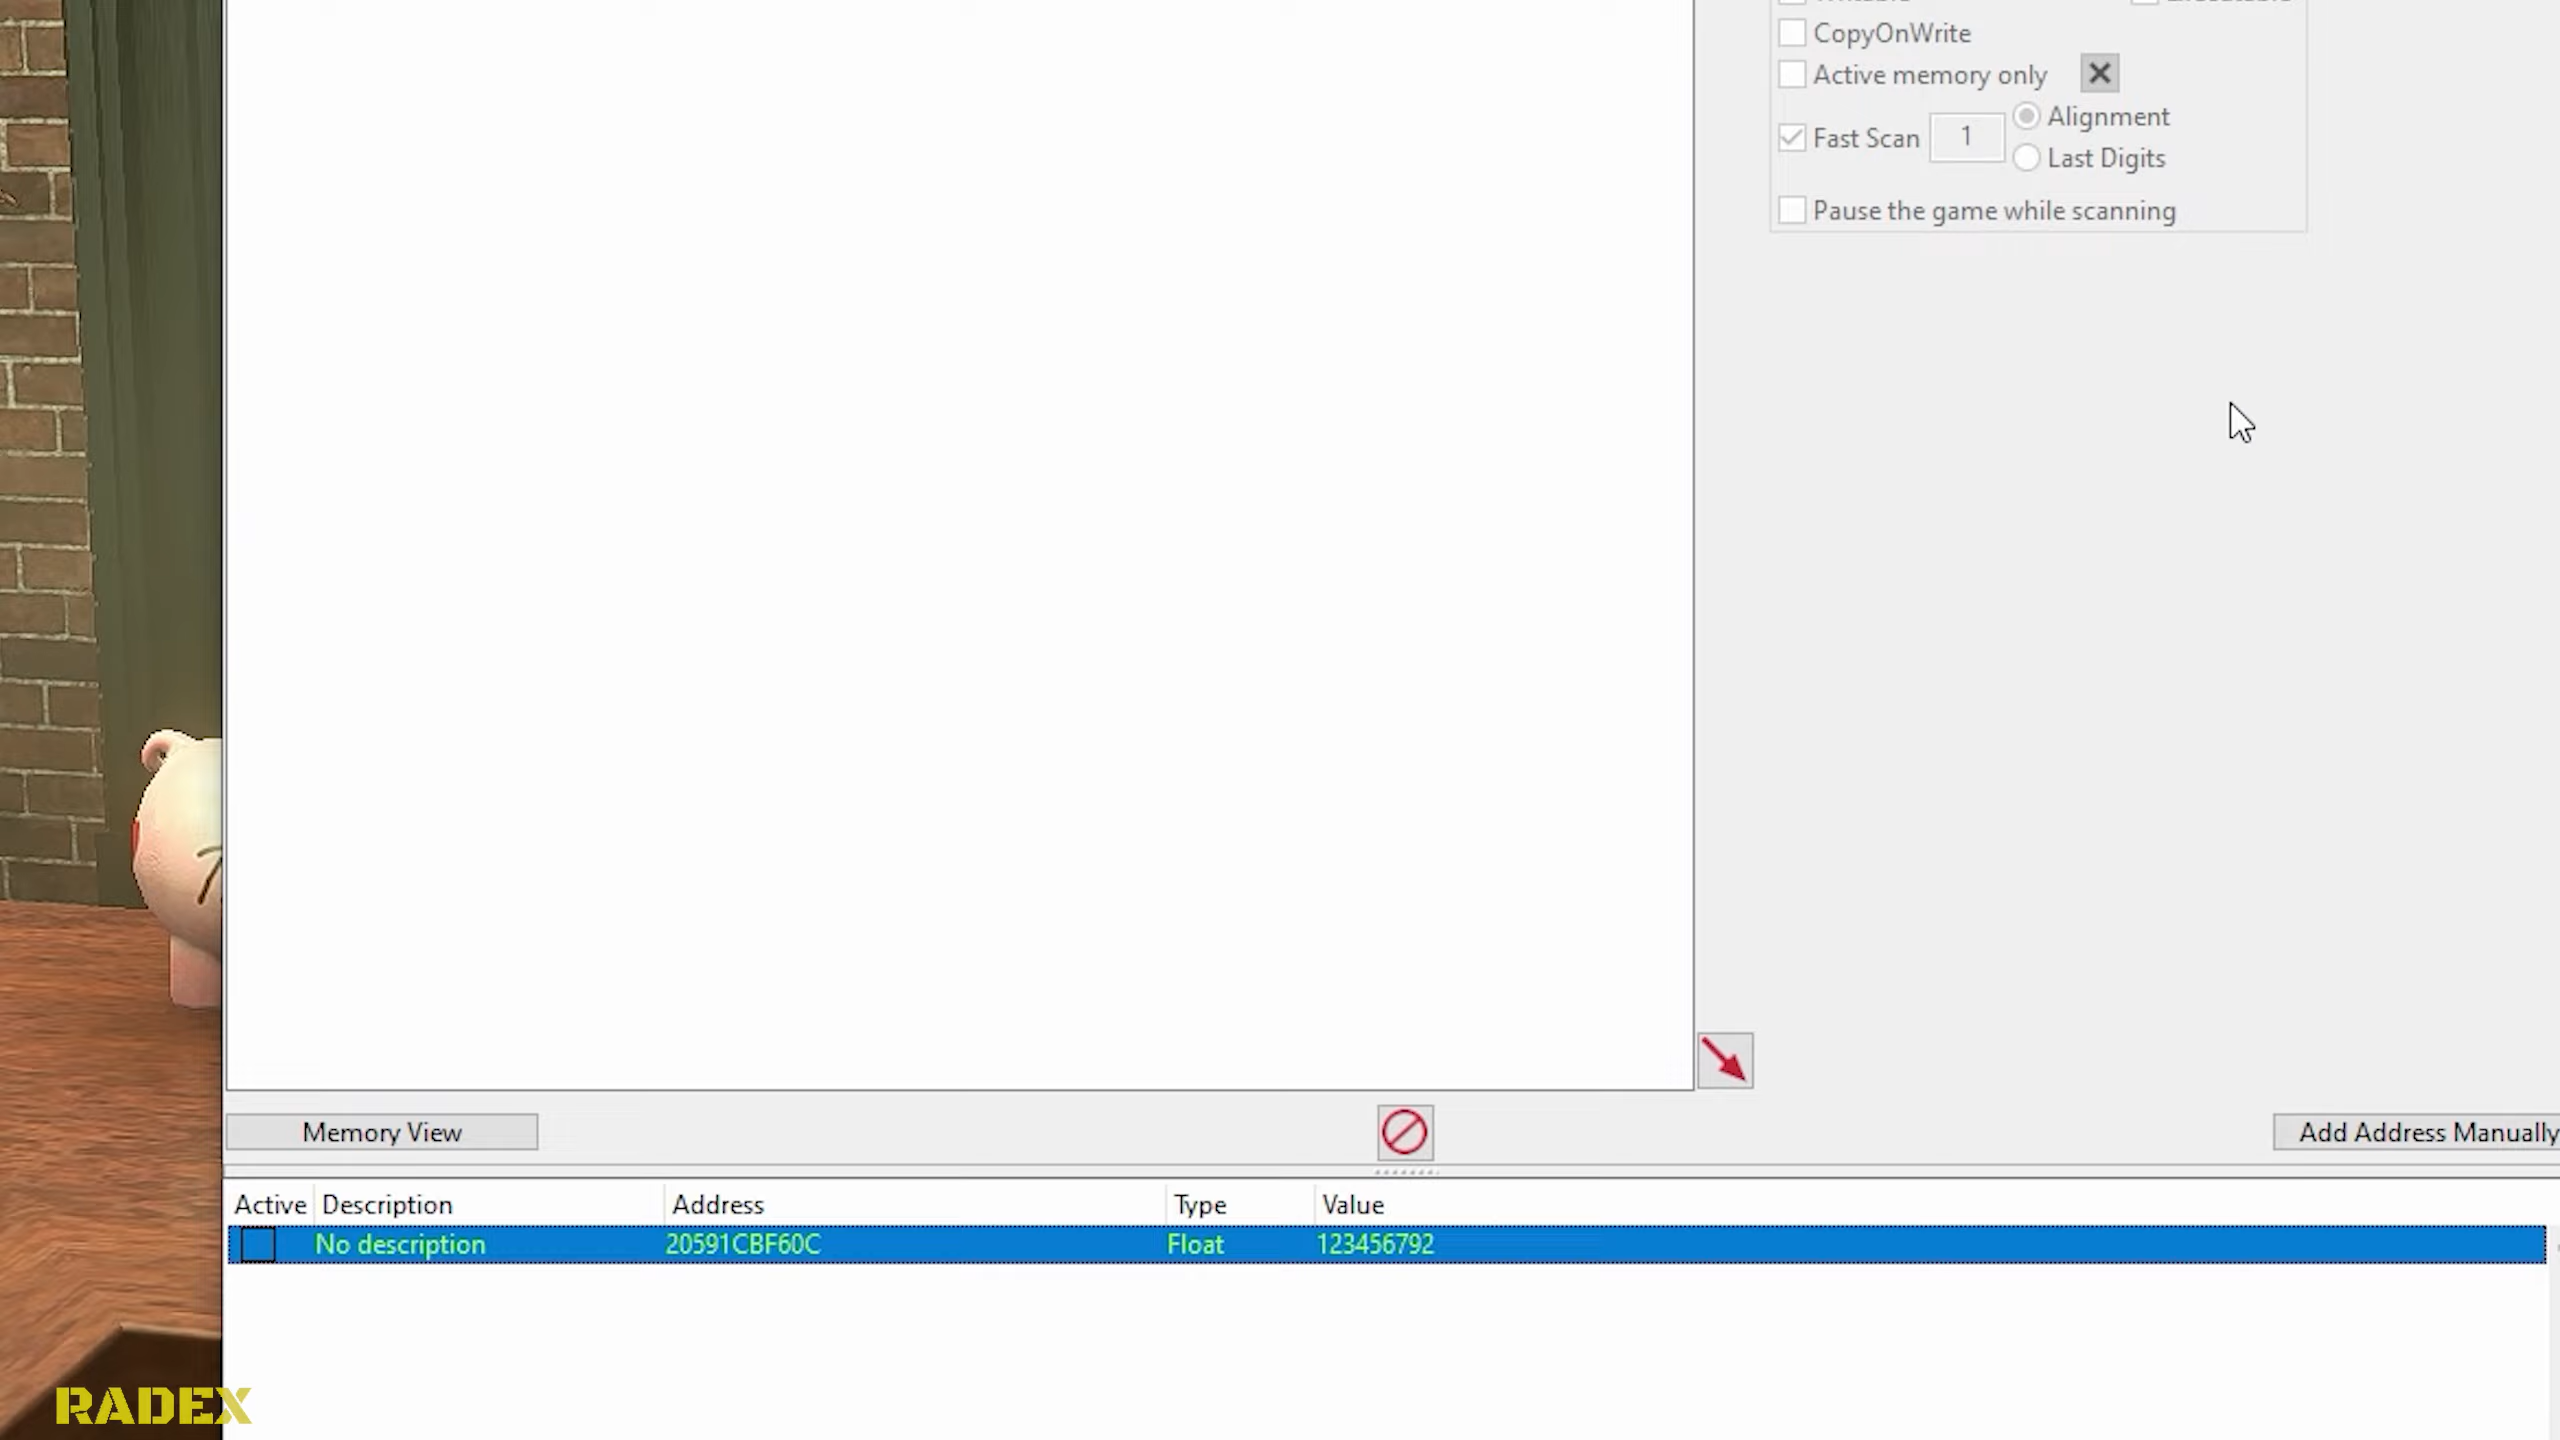 CopyOnWrite
Active memory only
Fast Scan 1 Alignment
Last Digits
Pause the game while scanning
Memory View
Add Address Manually
Active Description Address Type Value
No description 20591CBF60C Float 123456792
RADEX